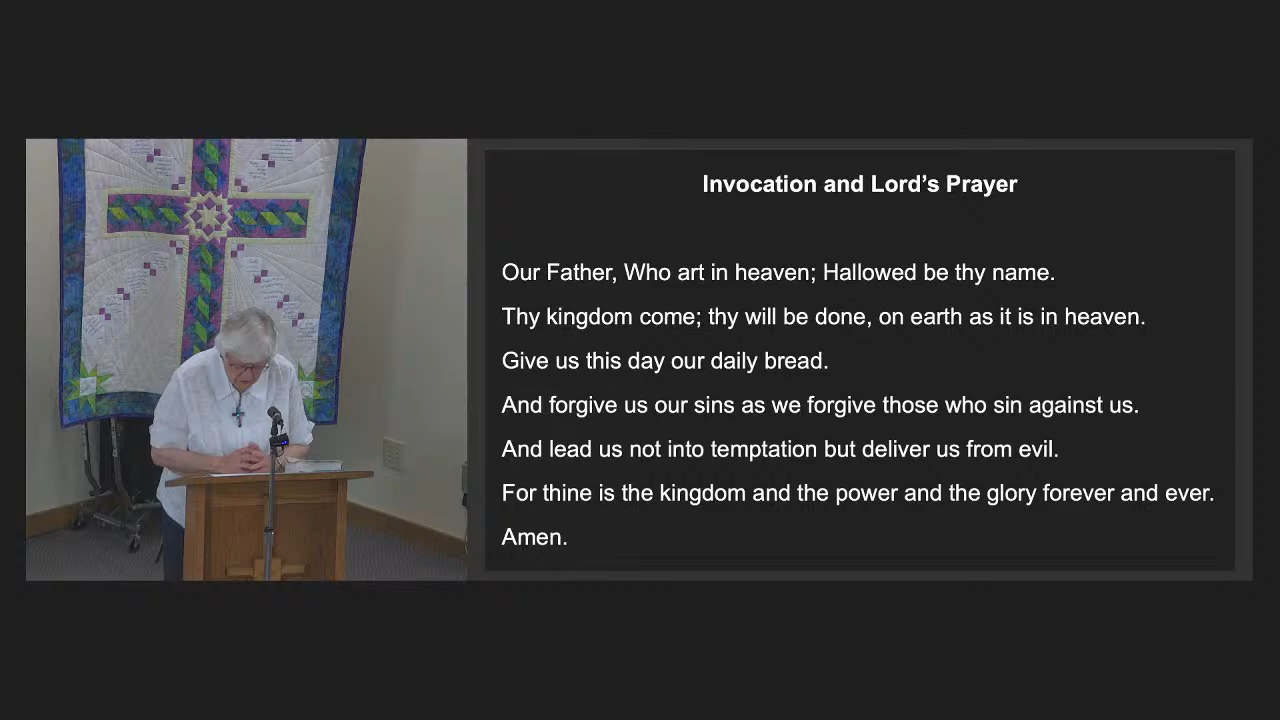 Invocation and Lord’s Prayer
Our Father, Who art in heaven; Hallowed be thy name.
Thy kingdom come; thy will be done, on earth as it is in heaven.
Give us this day our daily bread.
And forgive us our sins as we forgive those who sin against us.
And lead us not into temptation but deliver us from evil.
For thine is the kingdom and the power and the glory forever and ever.
Amen.